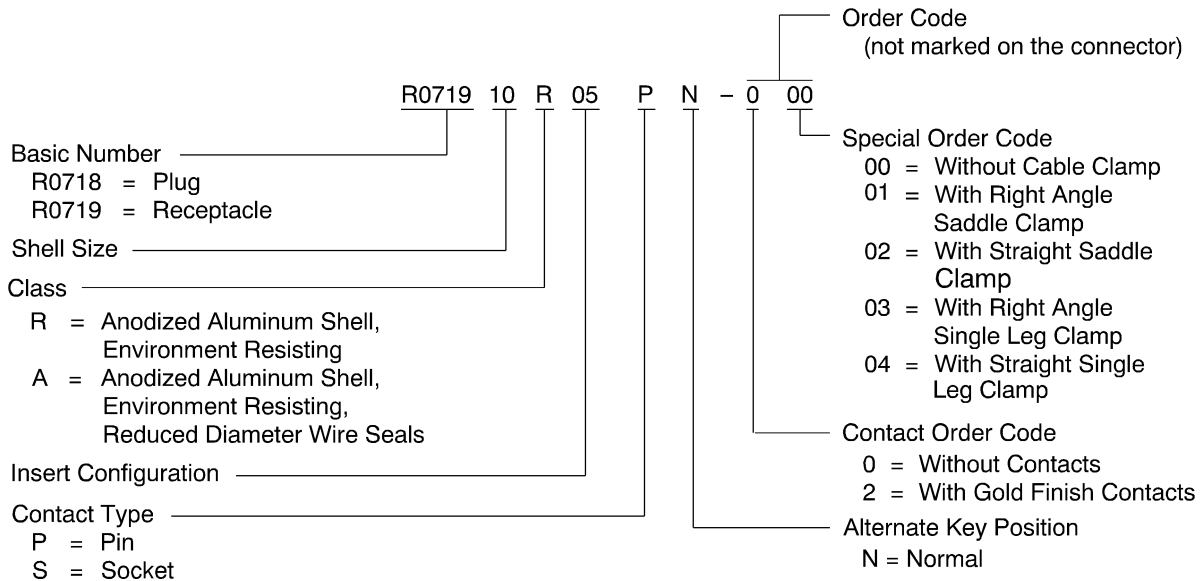 Order Code
(not marked on the connector)
R0719 10 R 05 P N – 0 00
Basic Number
R0718 = Plug
R0719 = Receptacle
Shell Size
Class
R = Anodized Aluminum Shell,
Environment Resisting
A = Anodized Aluminum Shell,
Environment Resisting,
Reduced Diameter Wire Seals
Insert Configuration
Contact Type
P = Pin
S = Socket
Special Order Code
00 = Without Cable Clamp
01 = With Right Angle
Saddle Clamp
02 = With Straight Saddle
Clamp
03 = With Right Angle
Single Leg Clamp
04 = With Straight Single
Leg Clamp
Contact Order Code
0 = Without Contacts
2 = With Gold Finish Contacts
Alternate Key Position
N = Normal